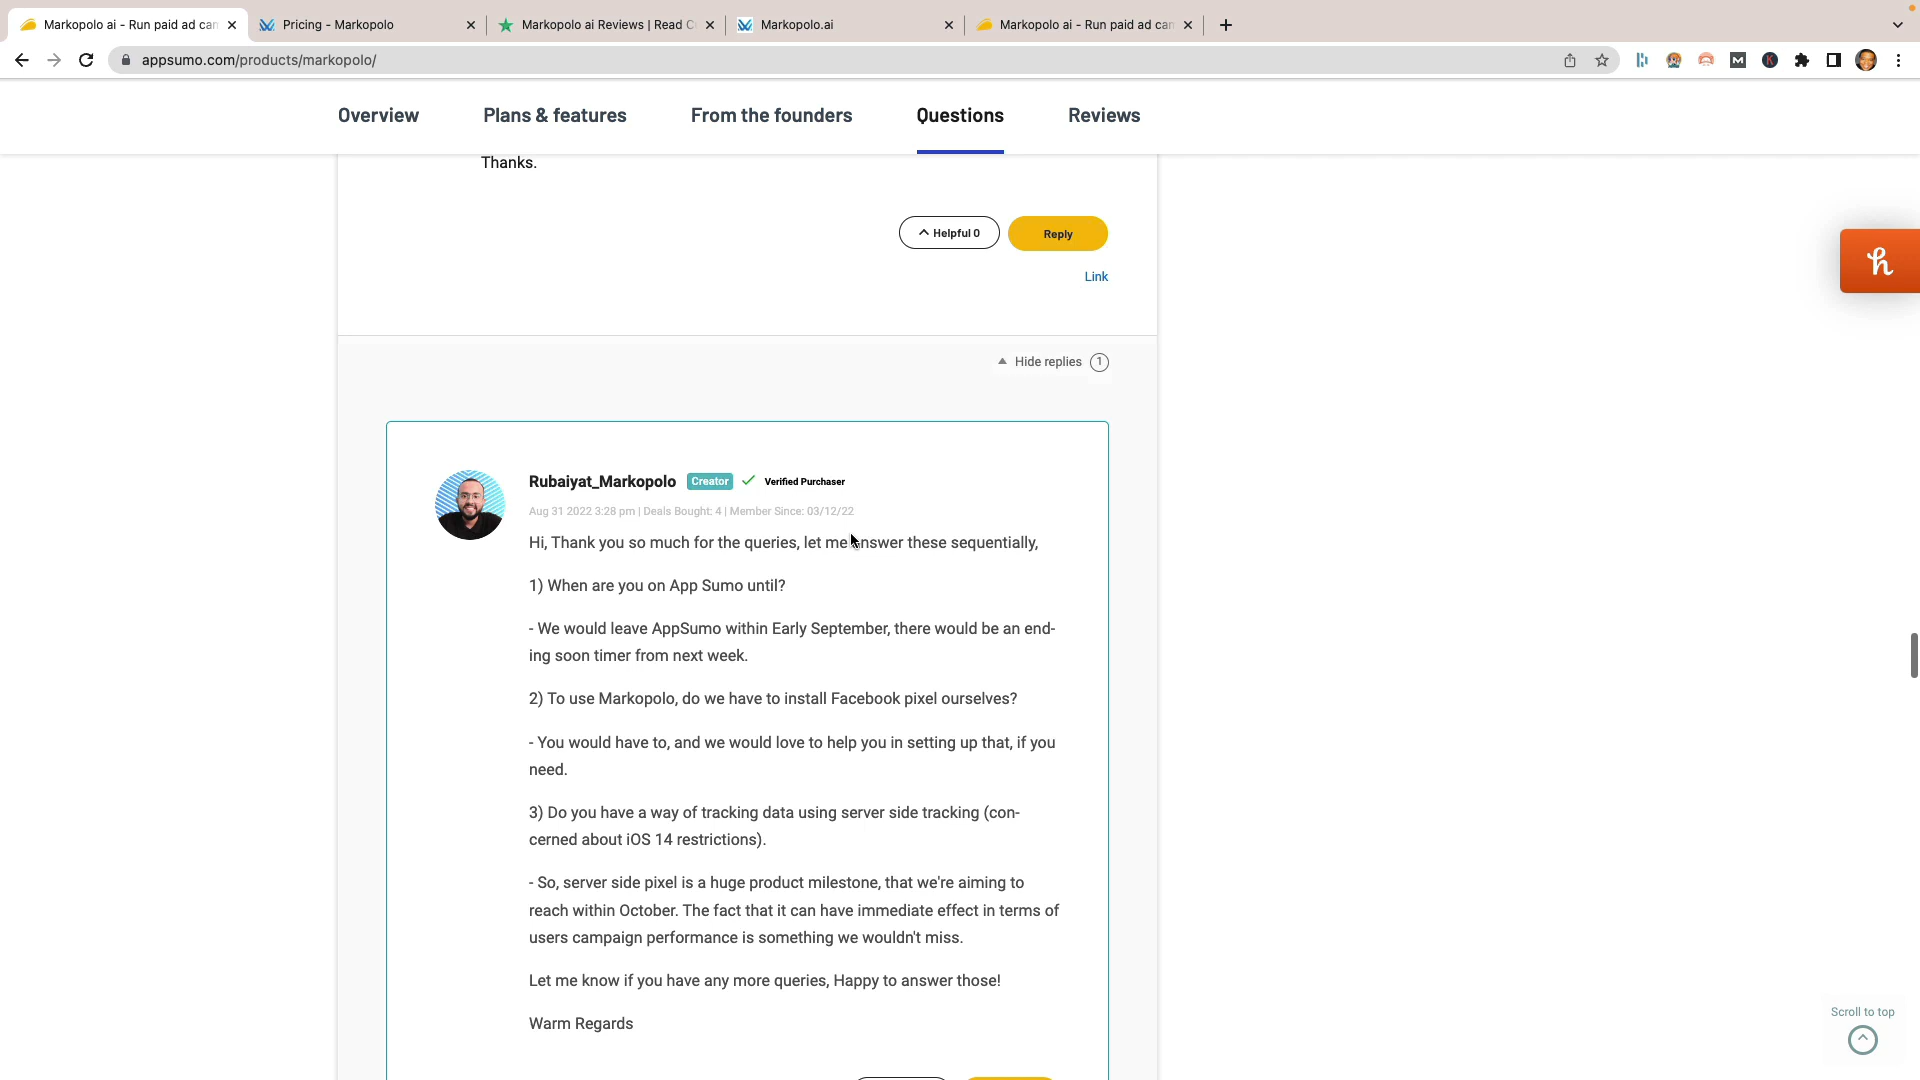 Markopolo ai - Run paid ad can
Pricing - Markopolo
Markopolo ai Reviews | Read C
Markopolo.ai
Markopolo ai - Run paid ad can
appsumo.com/products/markopolo/
Overview
Plans & features
From the founders
Questions
Reviews
Thanks.
Helpful 0
Reply
Link
Hide replies 1
Rubaiyat_Markopolo Creator Verified Purchaser
Aug 31 2022 3:28 pm | Deals Bought: 4 | Member Since: 03/12/22
Hi, Thank you so much for the queries, let me answer these sequentially,
1) When are you on App Sumo until?
- We would leave AppSumo within Early September, there would be an end-
ing soon timer from next week.
2) To use Markopolo, do we have to install Facebook pixel ourselves?
- You would have to, and we would love to help you in setting up that, if you
need.
3) Do you have a way of tracking data using server side tracking (con-
cerned about iOS 14 restrictions).
- So, server side pixel is a huge product milestone, that we're aiming to
reach within October. The fact that it can have immediate effect in terms of
users campaign performance is something we wouldn't miss.
Let me know if you have any more queries, Happy to answer those!
Warm Regards
Scroll to top